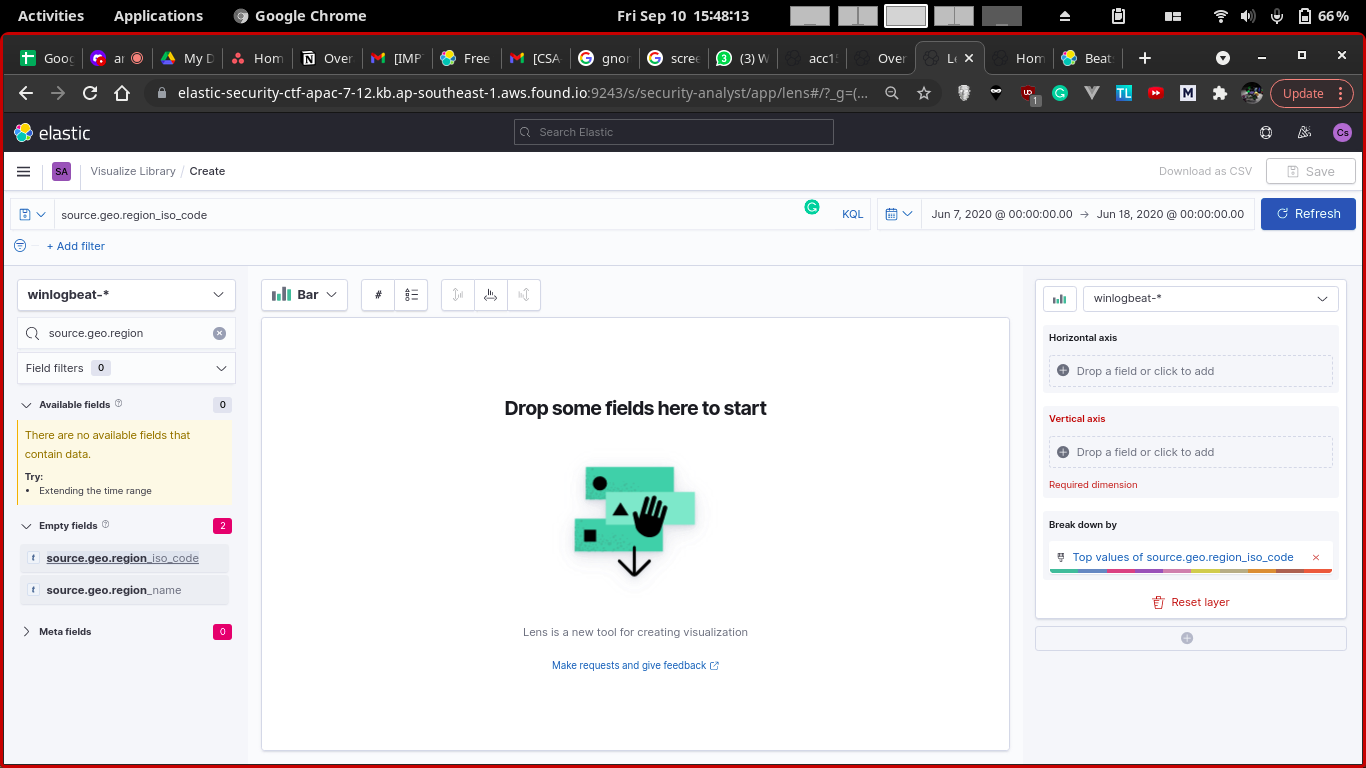 Activities Applications Google Chrome Fri Sep 10 15:48:13 66%
Goog ar My D Hom Over [IMP Free [CSA gnor scre (3) W acc15 Over Le Hom Beat
elastic-security-ctf-apac-7-12.kb.ap-southeast-1.aws.found.io:9243/s/security-analyst/app/lens#/?_g=(… UD 1 TL M Update
elastic Search Elastic Cs
SA Visualize Library / Create Download as CSV Save
source.geo.region_iso_code KQL Jun 7, 2020 @ 00:00:00.00 → Jun 18, 2020 @ 00:00:00.00 Refresh
+ Add filter
winlogbeat-*
source.geo.region
Field filters 0
Available fields 0
There are no available fields that
contain data.
Try:
• Extending the time range
Empty fields 2
t source.geo.region_iso_code
t source.geo.region_name
Meta fields 0
Bar #
Drop some fields here to start
Lens is a new tool for creating visualization
Make requests and give feedback
winlogbeat-*
Horizontal axis
Drop a field or click to add
Vertical axis
Drop a field or click to add
Required dimension
Break down by
Top values of source.geo.region_iso_code
Reset layer